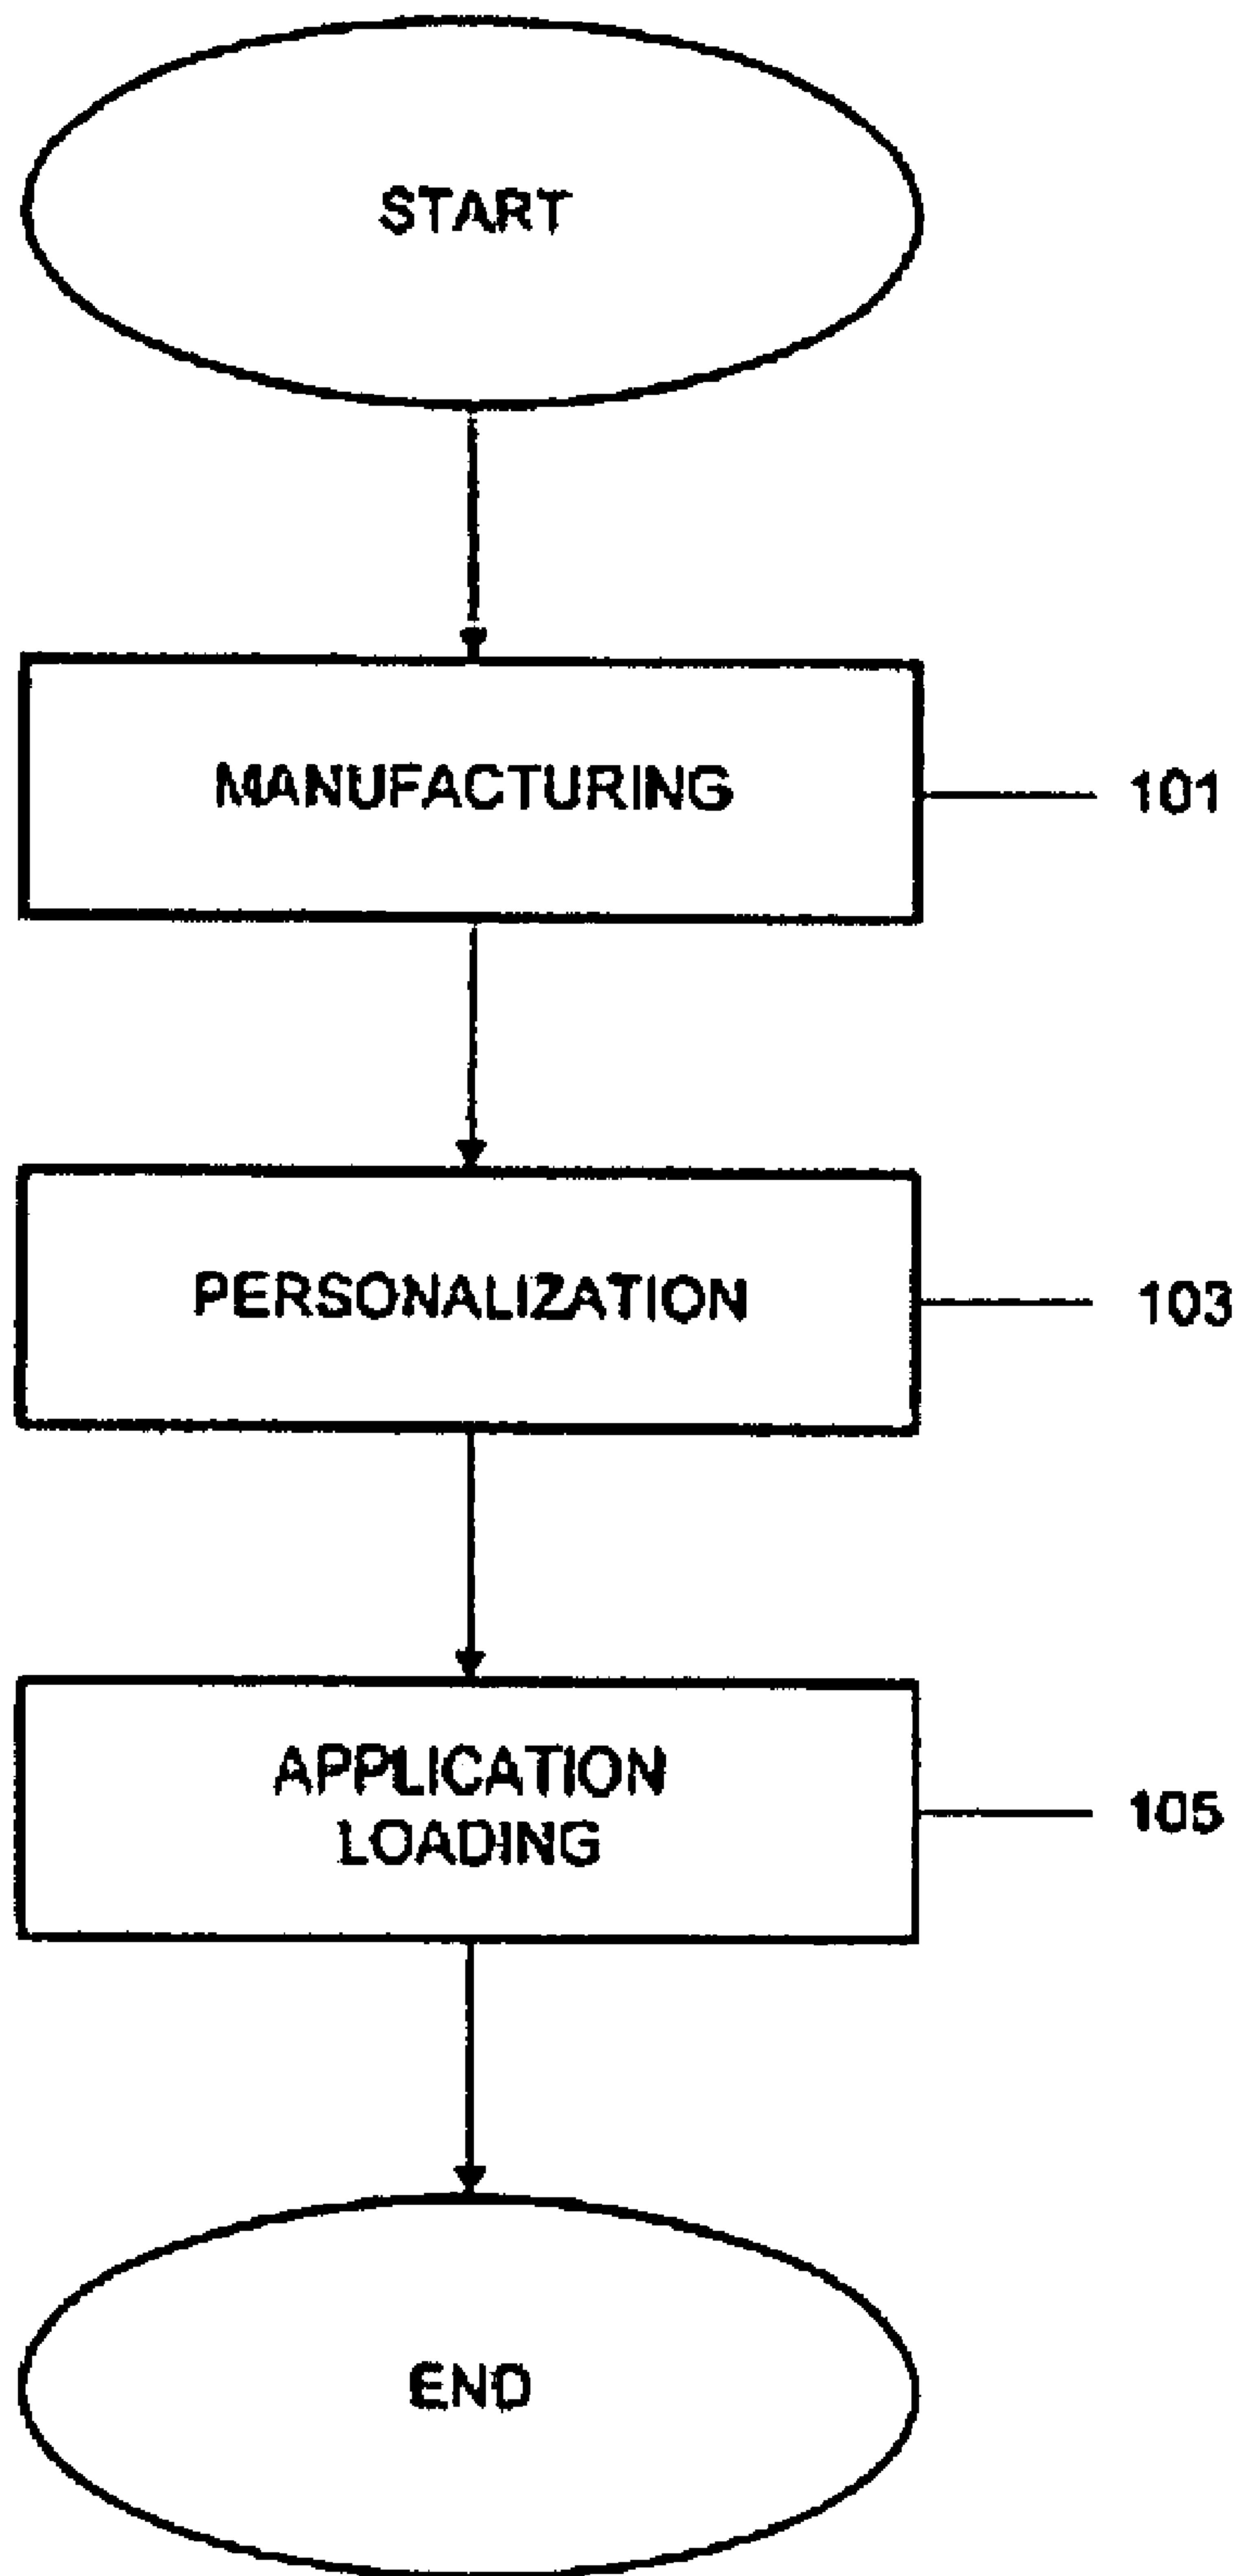 START
MANUFACTURING
101
PERSONALIZATION
103
APPLICATION
LOADING
105
END